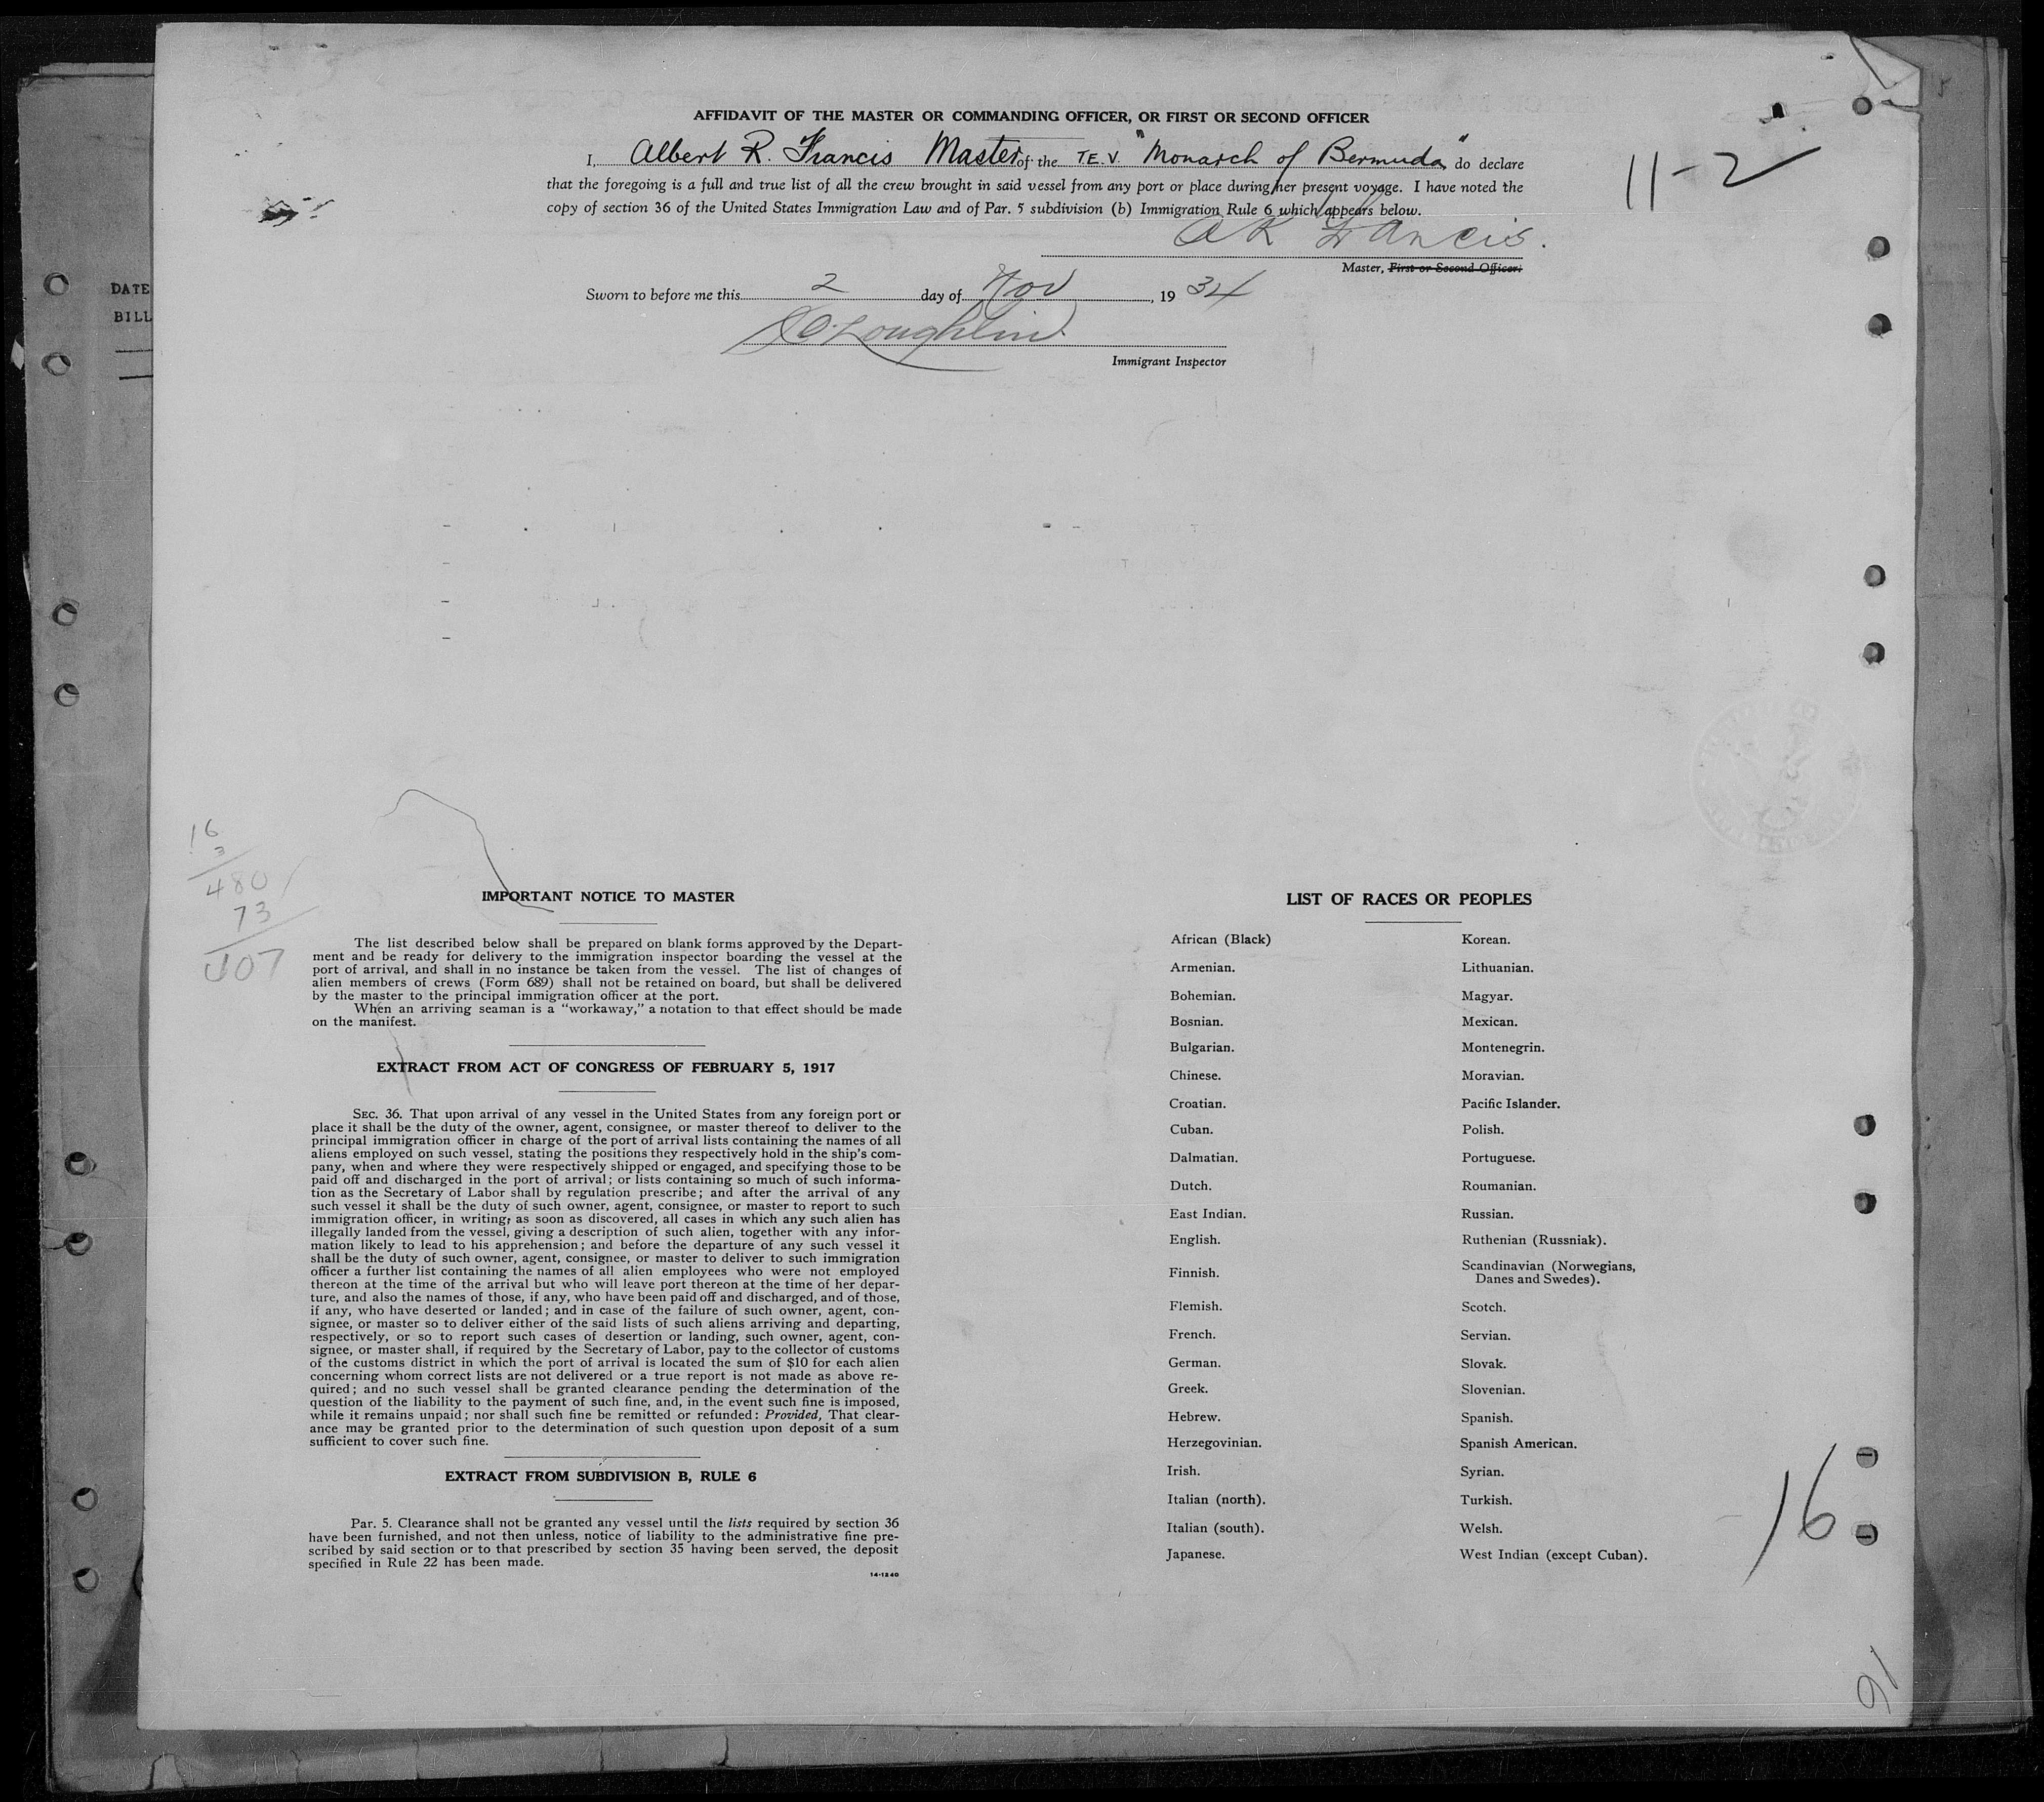 AFFIDAVIT OF THE MASTER OR COMMANDING OFFICER, OR FIRST OR SECOND OFFICER
I, Albert R. Francis Master of the T.E.V. "Monarch of Bermuda" do declare
that the foregoing is a full and true list of all the crew brought in said vessel from any port or place during her present voyage. I have noted the
copy of section 36 of the United States Immigration Law and of Par. 5 subdivision (b) Immigration Rule 6 which appears below.
11-2
A R Francis.
Master, First or Second Officer.
Sworn to before me this 2 day of Nov, 19 34
O'Loughlin
Immigrant Inspector
DATE
BILL
16
3
480
73
IMPORTANT NOTICE TO MASTER
The list described below shall be prepared on blank forms approved by the Depart-
ment and be ready for delivery to the immigration inspector boarding the vessel at the
port of arrival, and shall in no instance be taken from the vessel. The list of changes of
alien members of crews (Form 689) shall not be retained on board, but shall be delivered
by the master to the principal immigration officer at the port.
When an arriving seaman is a "workaway," a notation to that effect should be made
on the manifest.
EXTRACT FROM ACT OF CONGRESS OF FEBRUARY 5, 1917
SEC. 36. That upon arrival of any vessel in the United States from any foreign port or
place it shall be the duty of the owner, agent, consignee, or master thereof to deliver to the
principal immigration officer in charge of the port of arrival lists containing the names of all
aliens employed on such vessel, stating the positions they respectively hold in the ship's com-
pany, when and where they were respectively shipped or engaged, and specifying those to be
paid off and discharged in the port of arrival; or lists containing so much of such informa-
tion as the Secretary of Labor shall by regulation prescribe; and after the arrival of any
such vessel it shall be the duty of such owner, agent, consignee, or master to report to such
immigration officer, in writing, as soon as discovered, all cases in which any such alien has
illegally landed from the vessel, giving a description of such alien, together with any infor-
mation likely to lead to his apprehension; and before the departure of any such vessel it
shall be the duty of such owner, agent, consignee, or master to deliver to such immigration
officer a further list containing the names of all alien employees who were not employed
thereon at the time of the arrival but who will leave port thereon at the time of her depar-
ture, and also the names of those, if any, who have been paid off and discharged, and of those,
if any, who have deserted or landed; and in case of the failure of such owner, agent, con-
signee, or master so to deliver either of the said lists of such aliens arriving and departing,
respectively, or so to report such cases of desertion or landing, such owner, agent, con-
signee, or master shall, if required by the Secretary of Labor, pay to the collector of customs
of the customs district in which the port of arrival is located the sum of $10 for each alien
concerning whom correct lists are not delivered or a true report is not made as above re-
quired; and no such vessel shall be granted clearance pending the determination of the
question of the liability to the payment of such fine, and, in the event such fine is imposed,
while it remains unpaid; nor shall such fine be remitted or refunded: Provided, That clear-
ance may be granted prior to the determination of such question upon deposit of a sum
sufficient to cover such fine.
EXTRACT FROM SUBDIVISION B, RULE 6
Par. 5. Clearance shall not be granted any vessel until the lists required by section 36
have been furnished, and not then unless, notice of liability to the administrative fine pre-
scribed by said section or to that prescribed by section 35 having been served, the deposit
specified in Rule 22 has been made.
14-1240
LIST OF RACES OR PEOPLES
African (Black)
Armenian.
Bohemian.
Bosnian.
Bulgarian.
Chinese.
Croatian.
Cuban.
Dalmatian.
Dutch.
East Indian.
English.
Finnish.
Flemish.
French.
German.
Greek.
Hebrew.
Herzegovinian.
Irish.
Italian (north).
Italian (south).
Japanese.
Korean.
Lithuanian.
Magyar.
Mexican.
Montenegrin.
Moravian.
Pacific Islander.
Polish.
Portuguese.
Roumanian.
Russian.
Ruthenian (Russniak).
Scandinavian (Norwegians,
Danes and Swedes).
Scotch.
Servian.
Slovak.
Slovenian.
Spanish.
Spanish American.
Syrian.
Turkish.
Welsh.
West Indian (except Cuban).
16
16